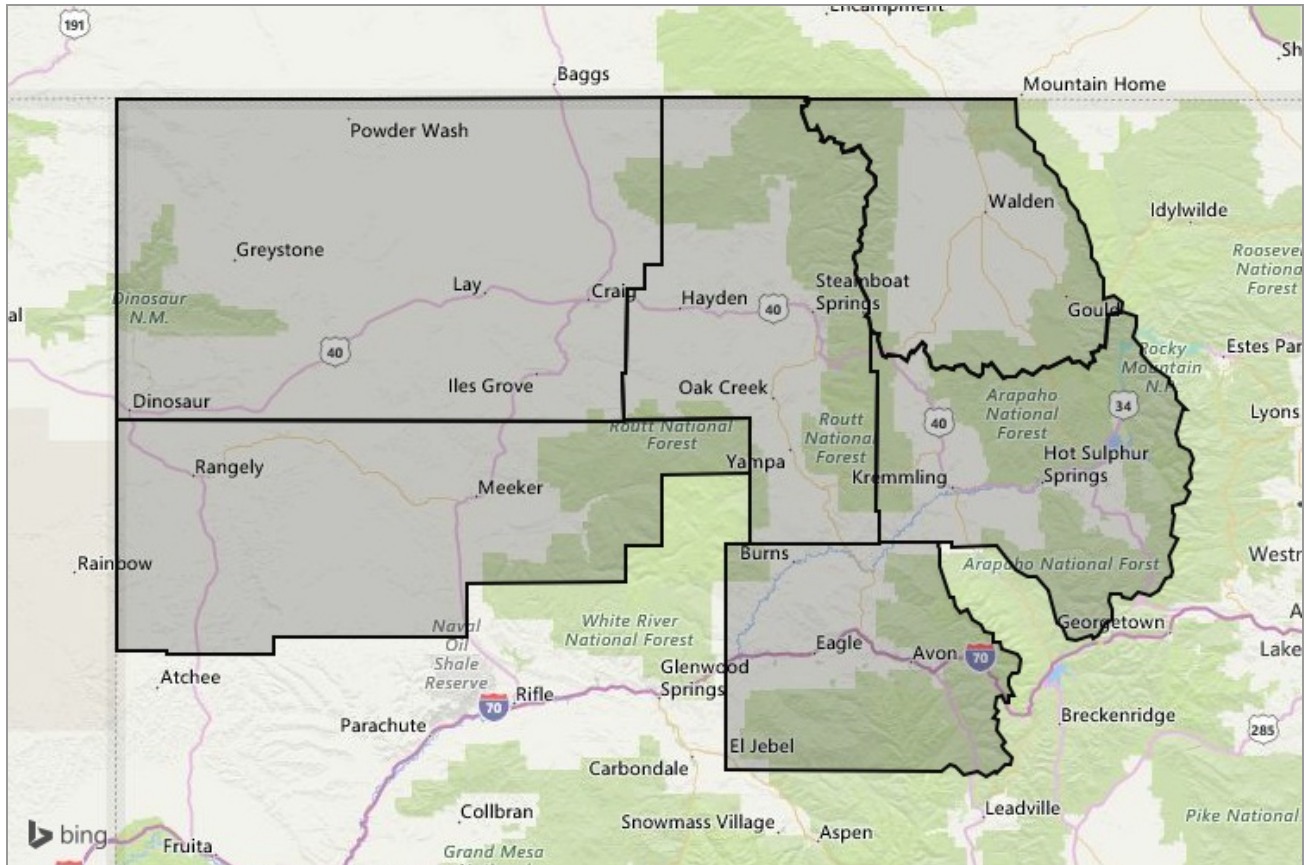 191
Encampment
Sh
Baggs
Mountain Home
Powder Wash
Walden
Idylwilde
Greystone
Roosevel
National
Forest
Lay
Craig
Hayden
40
Steamboat
Springs
Dinosaur
N.M.
Gould
al
40
Rocky
Mountain
N.P.
Estes Par
Iles Grove
Oak Creek
Arapaho
National
Forest
34
Dinosaur
Lyons
Routt National
Forest
Routt
National
Forest
40
Rangely
Yampa
Hot Sulphur
Springs
Meeker
Kremmling
Rainbow
Burns
Arapaho National Forst
Westm
A
White River
National Forest
Georgetown
Naval
Oil
Shale
Reserve
Eagle
Avon
70
Lake
Atchee
Glenwood
Springs
70
Rifle
Parachute
Breckenridge
285
El Jebel
Carbondale
Collbran
Snowmass Village
Aspen
Leadville
Pike National
bing
Fruita
Grand Mesa